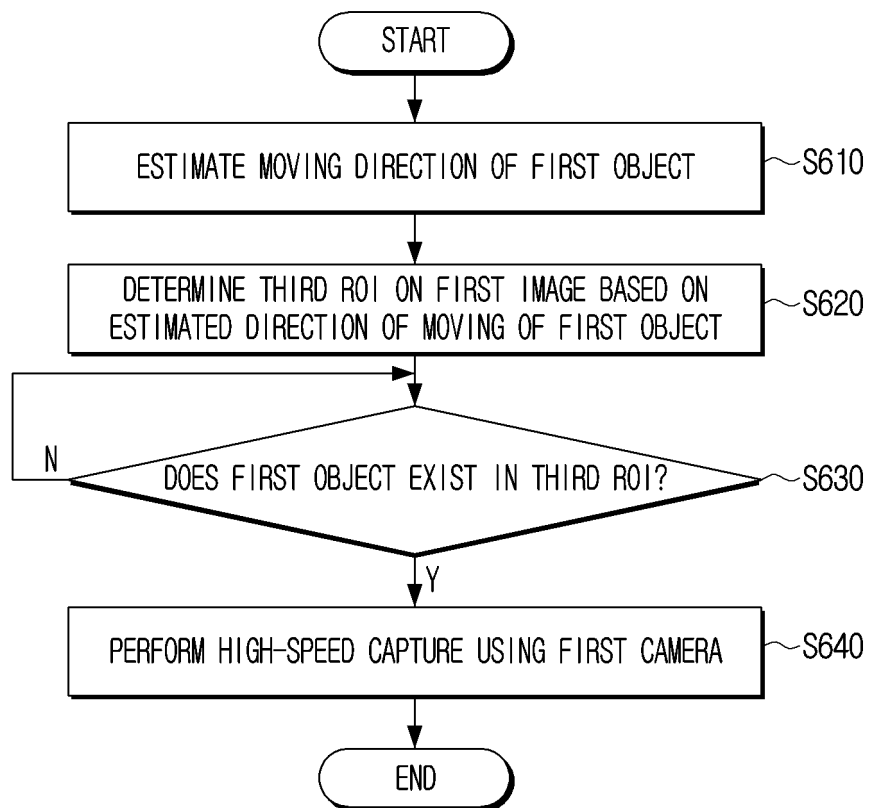 START
ESTIMATE MOVING DIRECTION OF FIRST OBJECT
S610
DETERMINE THIRD ROI ON FIRST IMAGE BASED ON
ESTIMATED DIRECTION OF MOVING OF FIRST OBJECT
S620
N
DOES FIRST OBJECT EXIST IN THIRD ROI?
S630
Y
PERFORM HIGH-SPEED CAPTURE USING FIRST CAMERA
S640
END